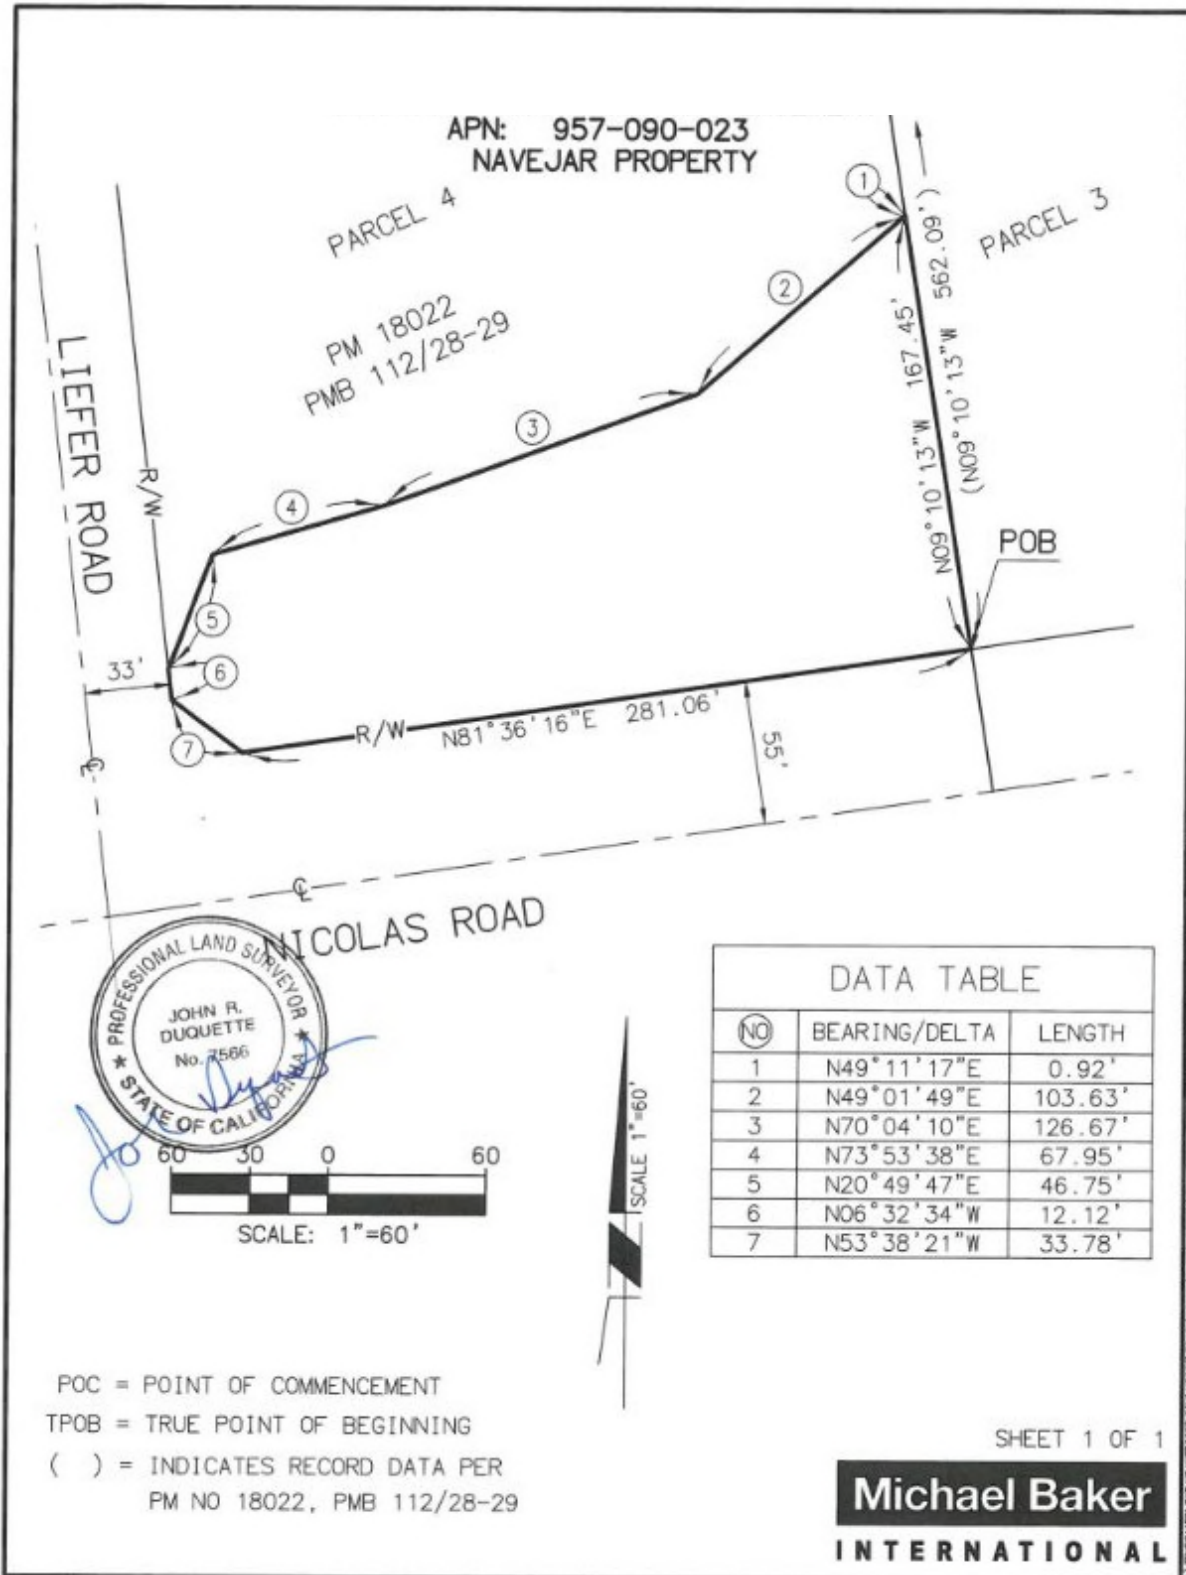 APN: 957-090-023
NAVEJAR PROPERTY
PARCEL 4
PM 18022
PMB 112/28-29
PARCEL 3
1
2
3
4
5
6
7
LIEFER ROAD
R/W
33'
N09°10'13"W 167.45'
(N09°10'13"W 562.09')
POB
R/W N81°36'16"E 281.06'
55'
NICOLAS ROAD
PROFESSIONAL LAND SURVEYOR
JOHN R.
DUQUETTE
No. 7566
STATE OF CALIFORNIA
60 30 0 60
SCALE: 1"=60'
SCALE 1"=60'
DATA TABLE
NO BEARING/DELTA LENGTH
1 N49°11'17"E 0.92'
2 N49°01'49"E 103.63'
3 N70°04'10"E 126.67'
4 N73°53'38"E 67.95'
5 N20°49'47"E 46.75'
6 N06°32'34"W 12.12'
7 N53°38'21"W 33.78'
POC = POINT OF COMMENCEMENT
TPOB = TRUE POINT OF BEGINNING
( ) = INDICATES RECORD DATA PER
PM NO 18022, PMB 112/28-29
SHEET 1 OF 1
Michael Baker
INTERNATIONAL